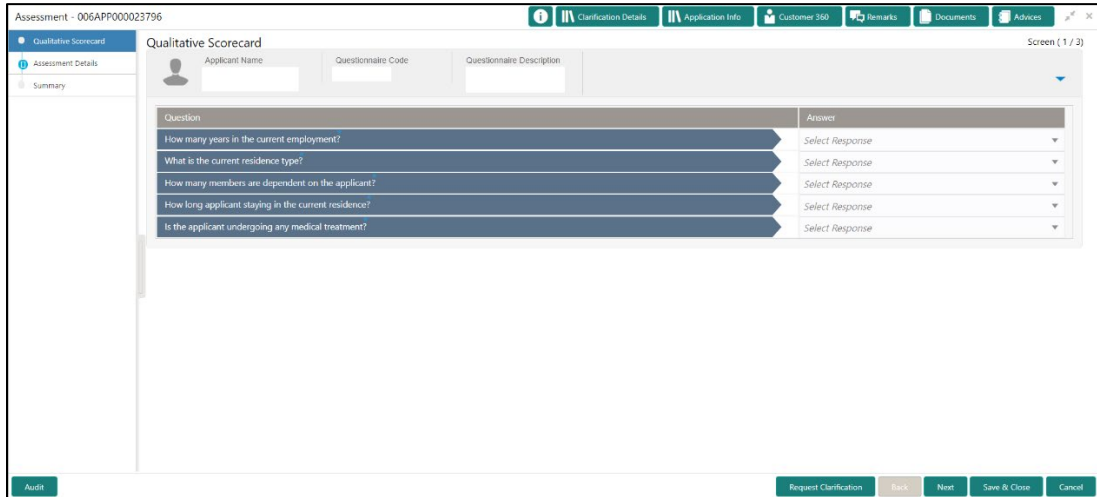 Assessment - 006APP000023796
Clarification Details
Application Info
Customer 360
Remarks
Documents
Advices
Qualitative Scorecard
Assessment Details
Summary
Qualitative Scorecard
Screen ( 1 / 3)
Applicant Name
Questionnaire Code
Questionnaire Description
Question
Answer
How many years in the current employment?
Select Response
What is the current residence type?
Select Response
How many members are dependent on the applicant?
Select Response
How long applicant staying in the current residence?
Select Response
Is the applicant undergoing any medical treatment?
Select Response
Audit
Request Clarification
Back
Next
Save & Close
Cancel